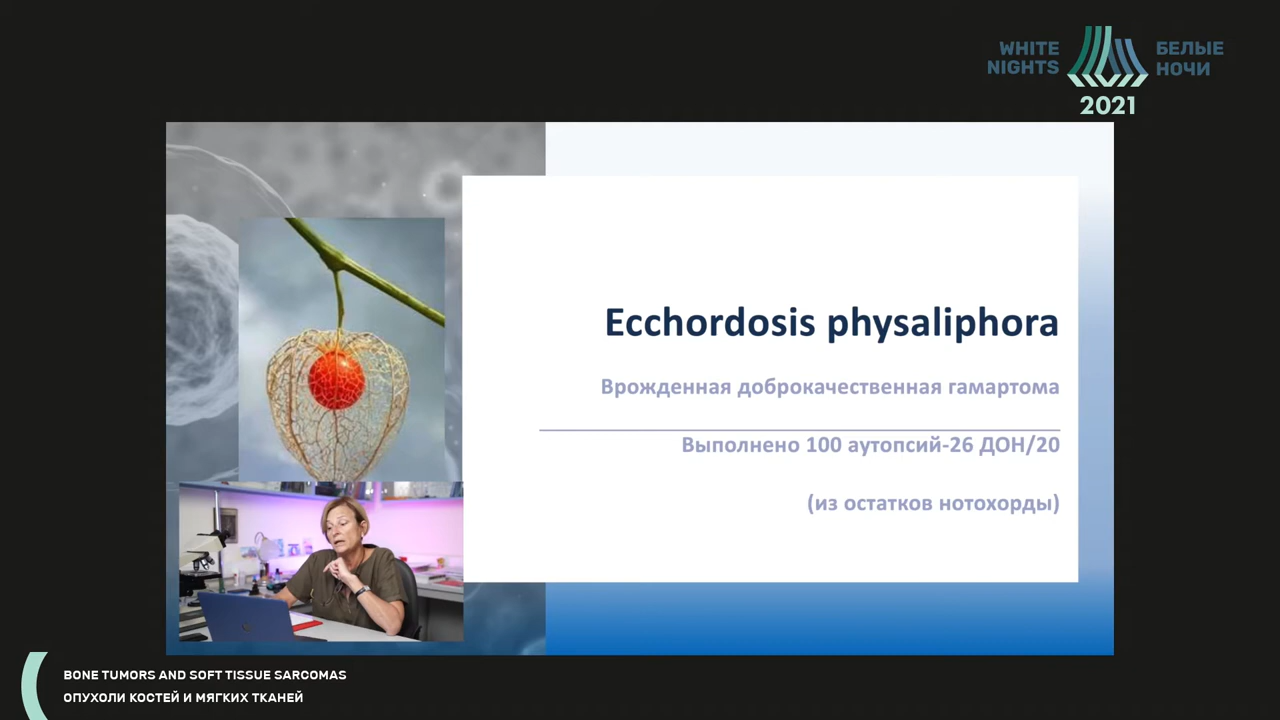 WHITE
NIGHTS
БЕЛЫЕ
НОЧИ
2021
Ecchordosis physaliphora
Врожденная доброкачественная гамартома
Выполнено 100 аутопсий-26 ДОН/20
(из остатков нотохорды)
BONE TUMORS AND SOFT TISSUE SARCOMAS
ОПУХОЛИ КОСТЕЙ И МЯГКИХ ТКАНЕЙ